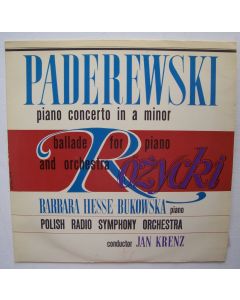 PADEREWSKI
piano concerto in a minor
ballade for piano
and orchestra
Różycki
BARBARA HESSE BUKOWSKA piano
POLISH RADIO SYMPHONY ORCHESTRA
conductor JAN KRENZ